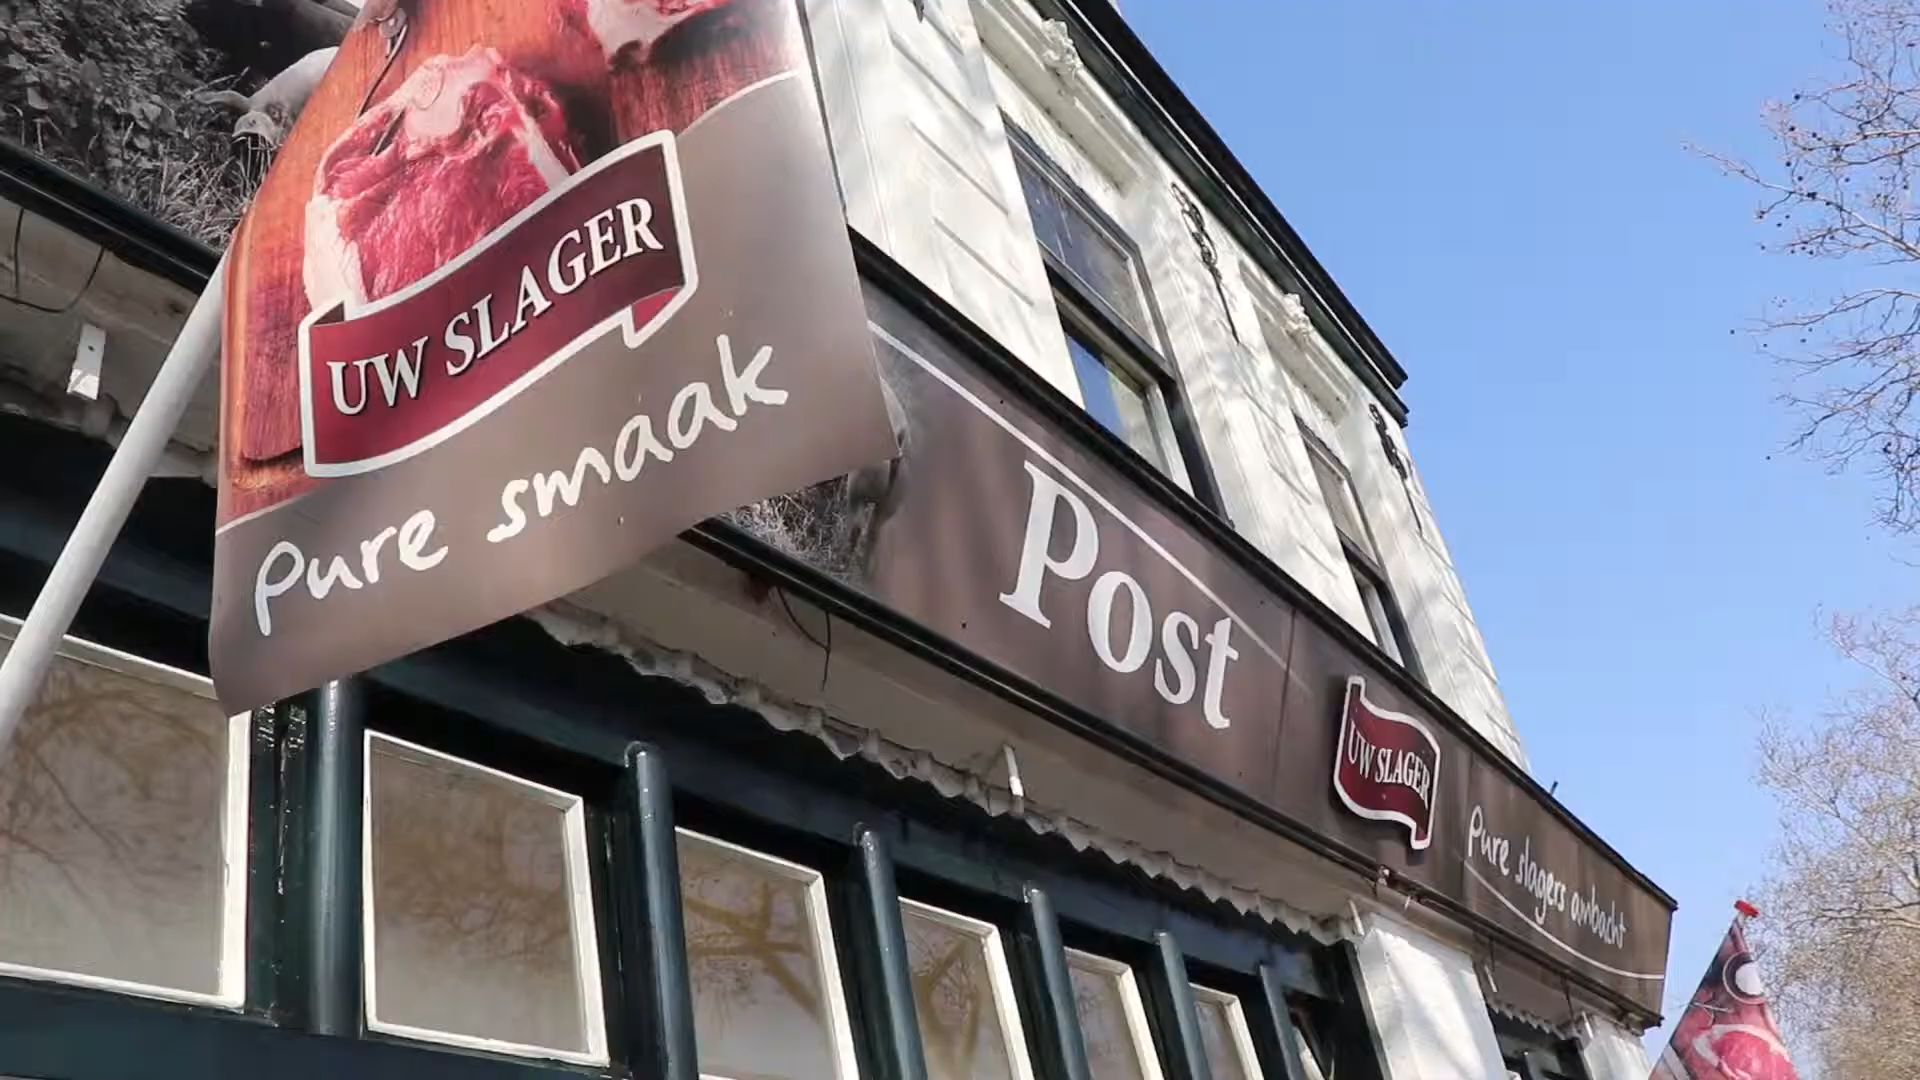 UW SLAGER
Pure smaak
Post
UW SLAGER
Pure slagers ambacht